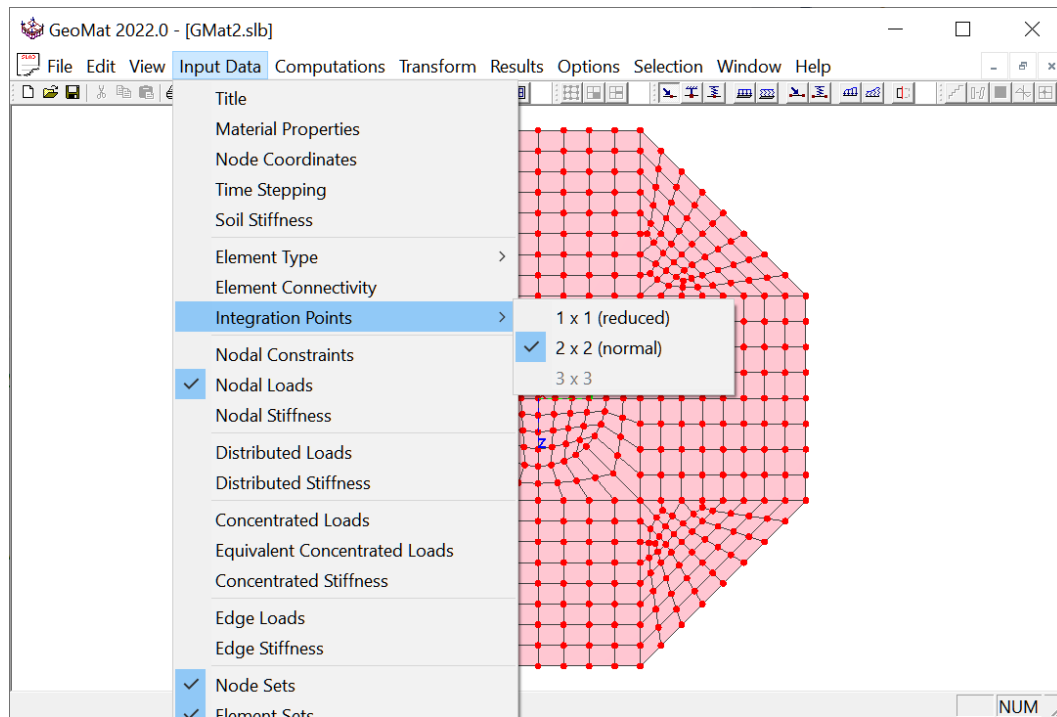 GeoMat 2022.0 - [GMat2.slb]
File Edit View Input Data Computations Transform Results Options Selection Window Help
Title
Material Properties
Node Coordinates
Time Stepping
Soil Stiffness
Element Type
Element Connectivity
Integration Points
1 x 1 (reduced)
2 x 2 (normal)
3 x 3
Nodal Constraints
Nodal Loads
Nodal Stiffness
Z
Distributed Loads
Distributed Stiffness
Concentrated Loads
Equivalent Concentrated Loads
Concentrated Stiffness
Edge Loads
Edge Stiffness
Node Sets
Element Sets
NUM